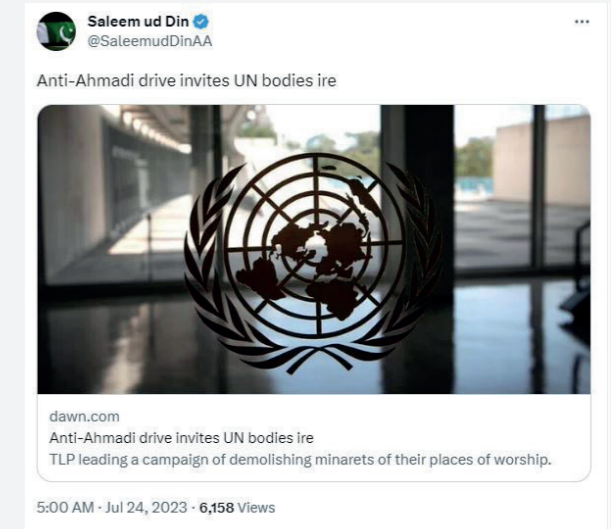 Saleem ud Din
@SaleemudDinAA
Anti-Ahmadi drive invites UN bodies ire
dawn.com
Anti-Ahmadi drive invites UN bodies ire
TLP leading a campaign of demolishing minarets of their places of worship.
5:00 AM · Jul 24, 2023 · 6,158 Views